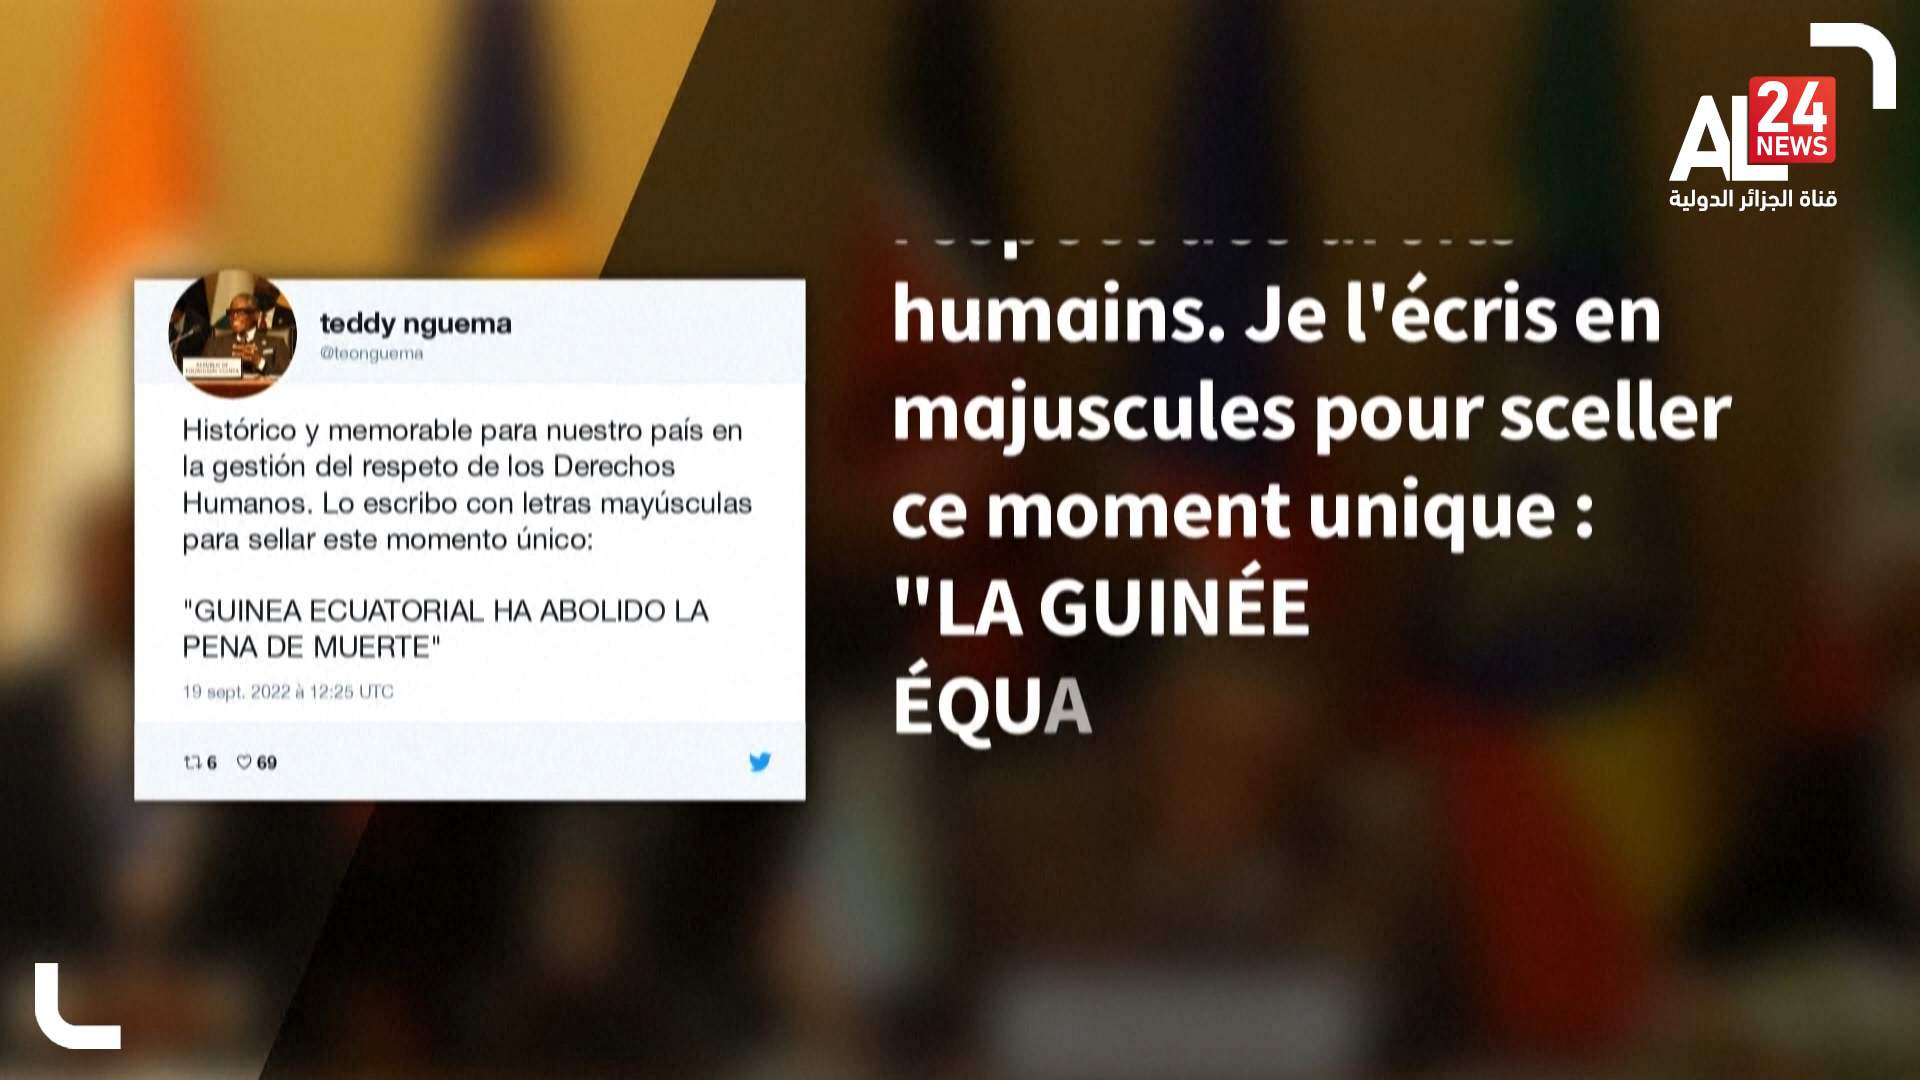 AL
24
NEWS
قناة الجزائر الدولية
teddy nguema
@teonguema
Histórico y memorable para nuestro país en
la gestión del respeto de los Derechos
Humanos. Lo escribo con letras mayúsculas
para sellar este momento único:
"GUINEA ECUATORIAL HA ABOLIDO LA
PENA DE MUERTE"
19 sept. 2022 à 12:25 UTC
6 69
humains. Je l'écris en
majuscules pour sceller
ce moment unique :
"LA GUINÉE
ÉQUA